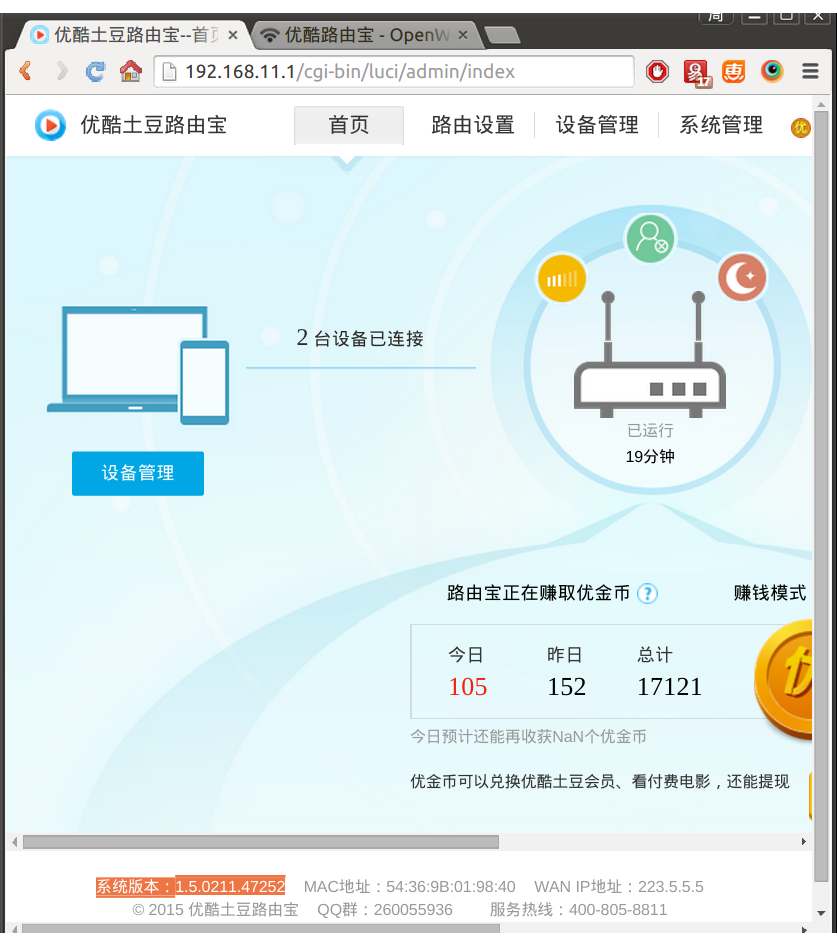 周
优酷土豆路由宝--首页 × 优酷路由宝 - OpenW ×
192.168.11.1/cgi-bin/luci/admin/index 易 17 惠
优酷土豆路由宝 首页 路由设置 设备管理 系统管理 优
2 台设备已连接
已运行
19分钟
设备管理
路由宝正在赚取优金币 ? 赚钱模式
今日 昨日 总计
105 152 17121
优
今日预计还能再收获NaN个优金币
优金币可以兑换优酷土豆会员、看付费电影，还能提现
系统版本：1.5.0211.47252 MAC地址：54:36:9B:01:98:40 WAN IP地址：223.5.5.5
© 2015 优酷土豆路由宝 QQ群：260055936 服务热线：400-805-8811